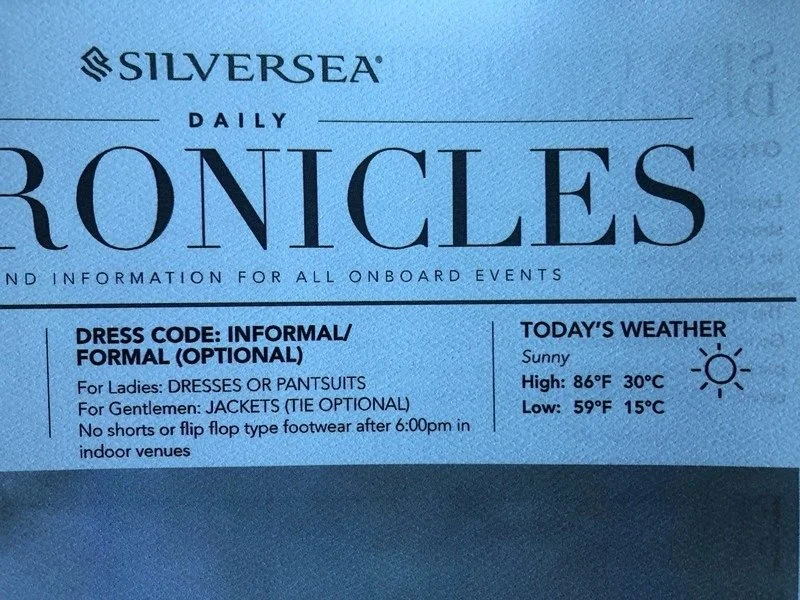 SILVERSEA®
DAILY
RONICLES
ND INFORMATION FOR ALL ONBOARD EVENTS
DRESS CODE: INFORMAL/
FORMAL (OPTIONAL)
For Ladies: DRESSES OR PANTSUITS
For Gentlemen: JACKETS (TIE OPTIONAL)
No shorts or flip flop type footwear after 6:00pm in
indoor venues
TODAY'S WEATHER
Sunny
High: 86°F 30°C
Low: 59°F 15°C